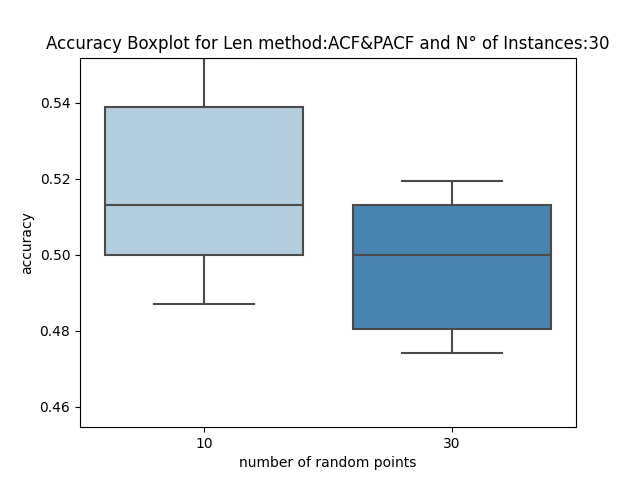 Accuracy Boxplot for Len method:ACF&PACF and N° of Instances:30
0.54
0.52
0.50
0.48
0.46
accuracy
10 30
number of random points